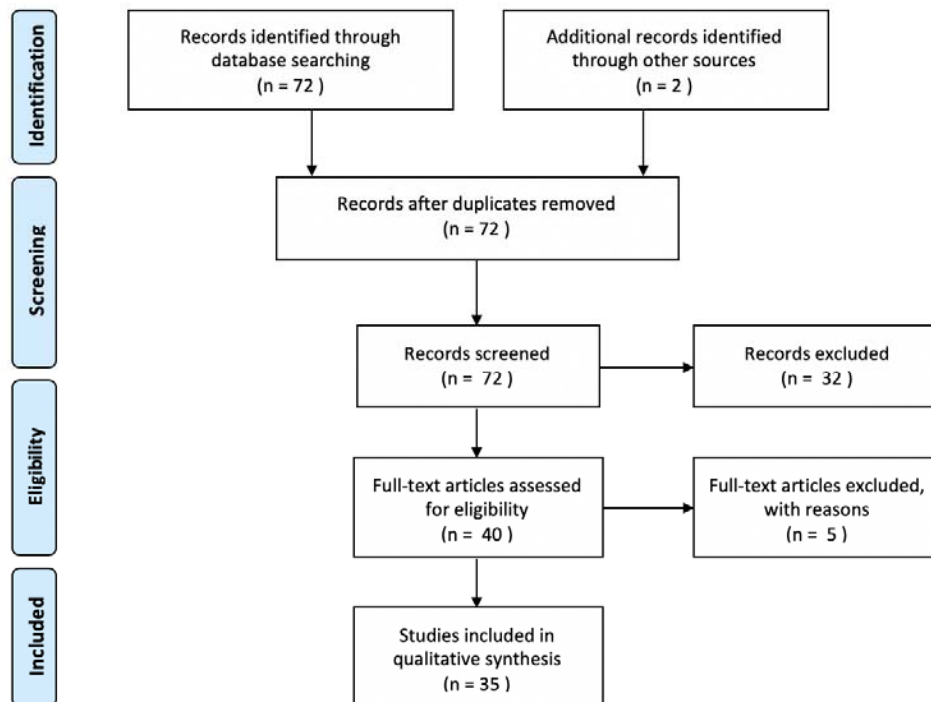 Identification
Records identified through
database searching
(n = 72 )
Additional records identified
through other sources
(n = 2 )
Screening
Records after duplicates removed
(n = 72 )
Records screened
(n = 72 )
Records excluded
(n = 32 )
Eligibility
Full-text articles assessed
for eligibility
(n = 40 )
Full-text articles excluded,
with reasons
(n = 5 )
Included
Studies included in
qualitative synthesis
(n = 35 )